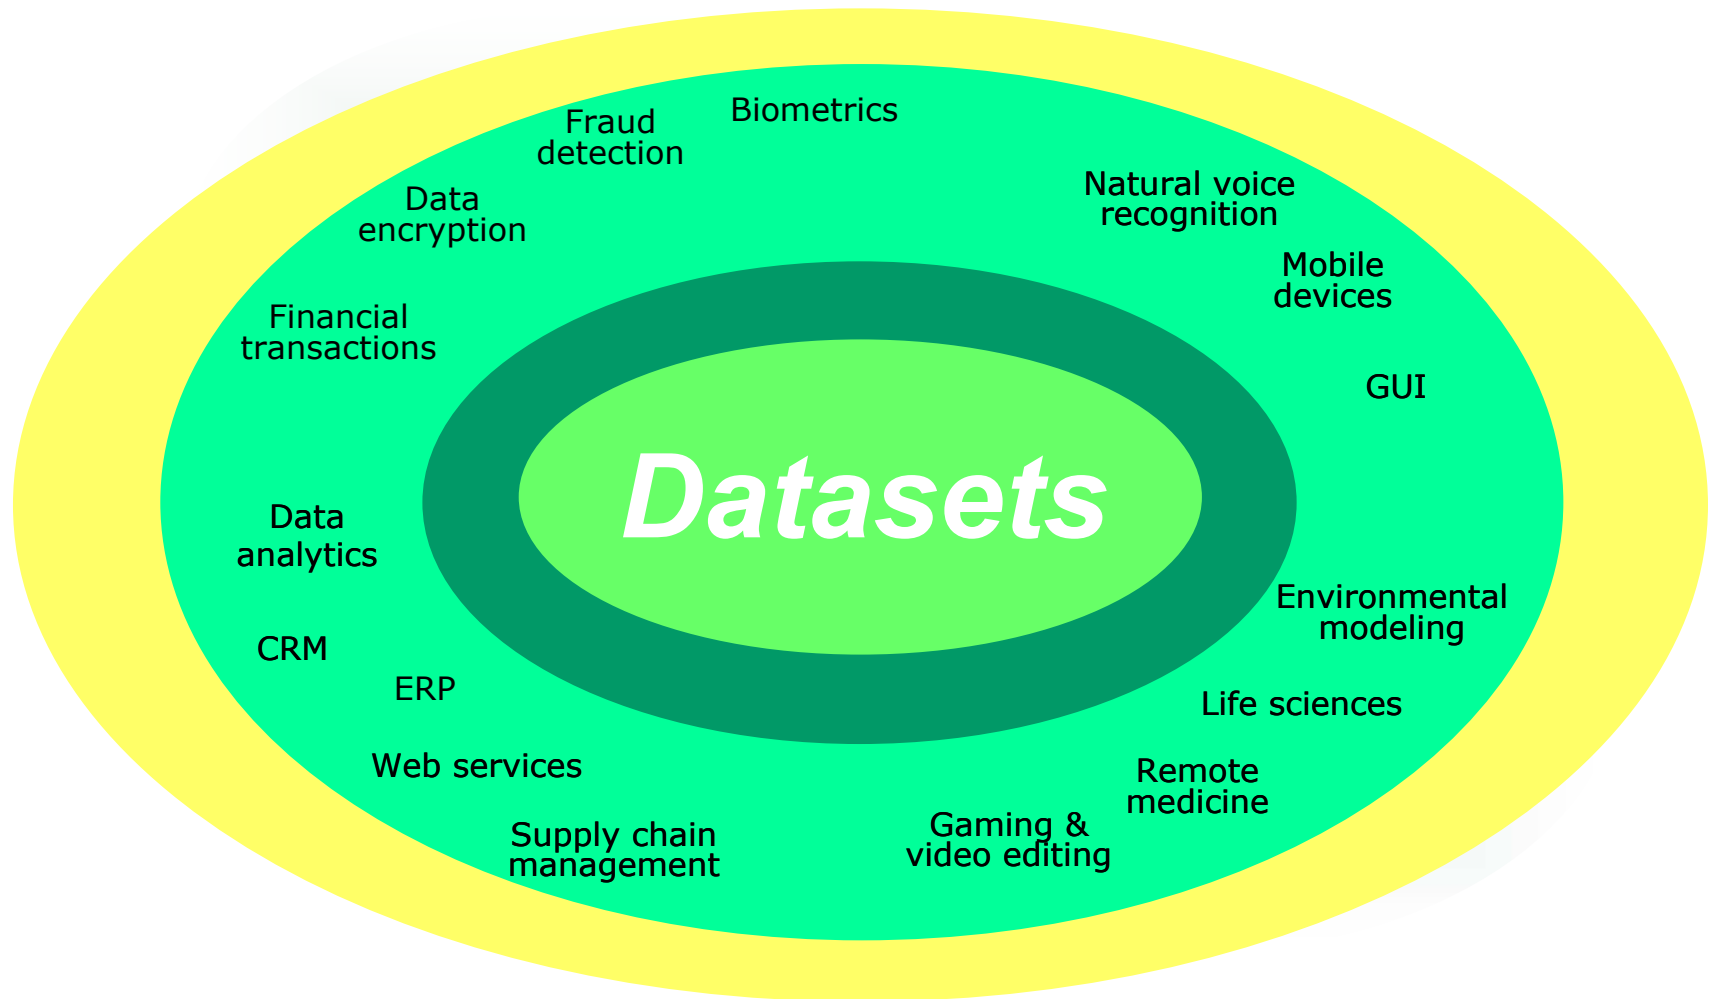 Biometrics
Fraud
detection
Natural voice
recognition
Data
encryption
Mobile
devices
Financial
transactions
GUI
Datasets
Data
analytics
Environmental
modeling
CRM
ERP
Life sciences
Web services
Remote
medicine
Supply chain
management
Gaming &
video editing